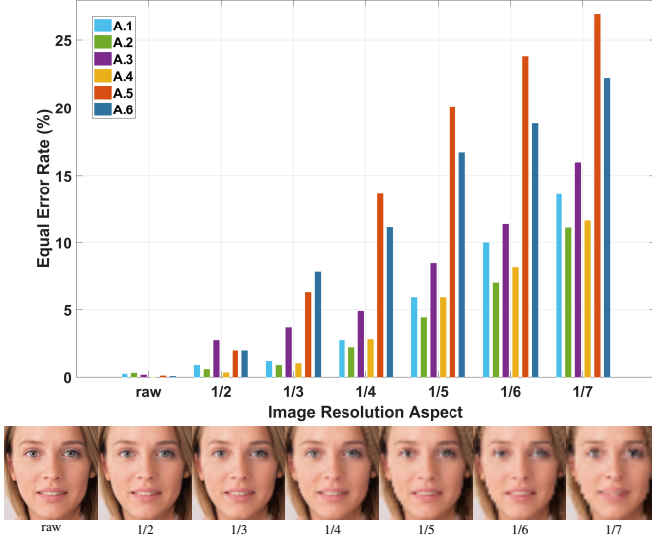 A.1
A.2
A.3
A.4
A.5
A.6
Equal Error Rate (%)
25
20
15
10
5
0
raw 1/2 1/3 1/4 1/5 1/6 1/7
Image Resolution Aspect
raw 1/2 1/3 1/4 1/5 1/6 1/7